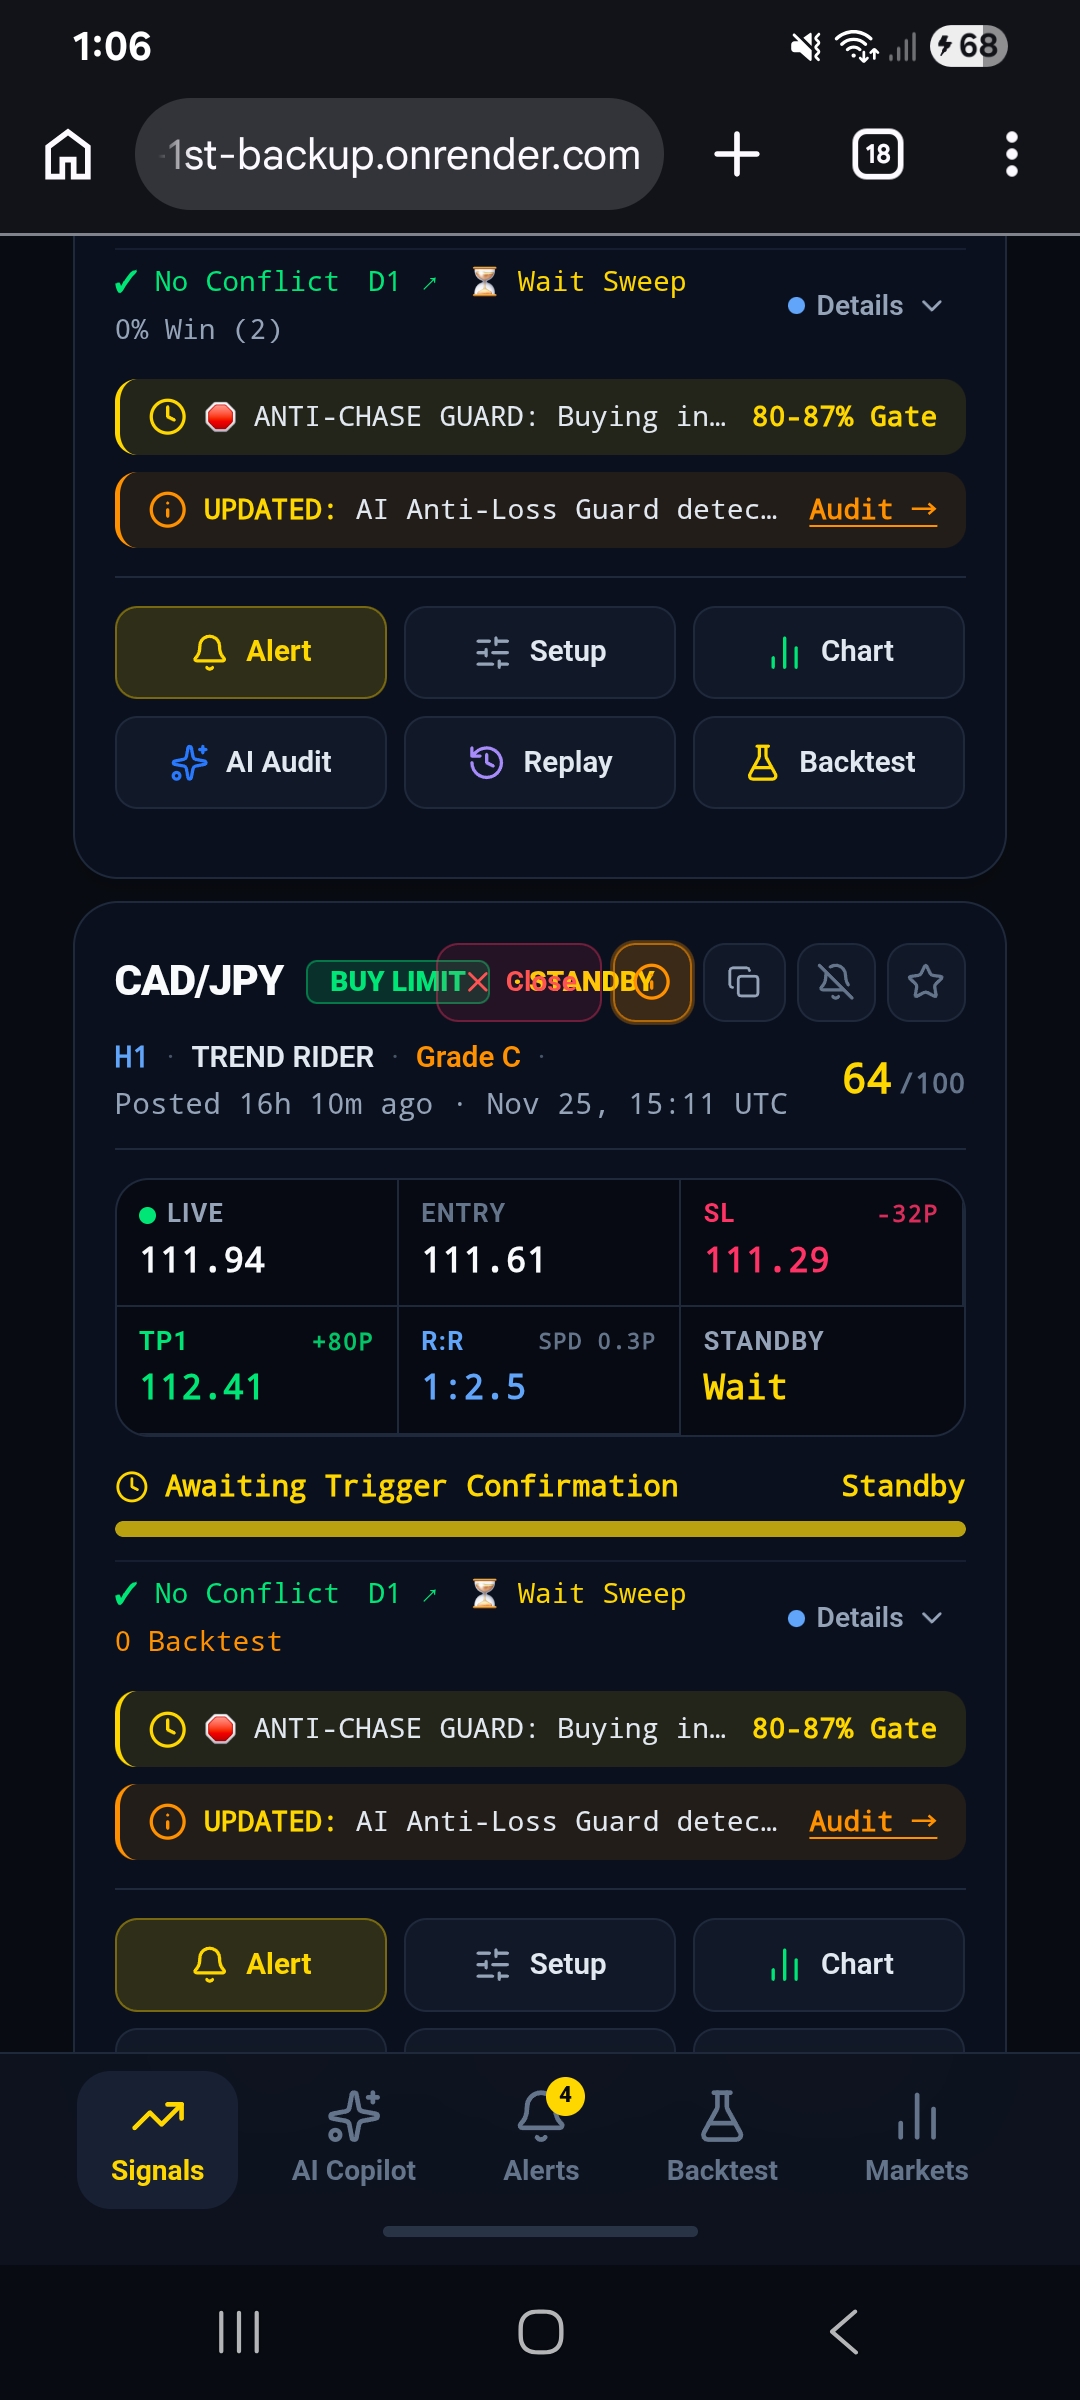 1:06
68
1st-backup.onrender.com
18
✓ No Conflict D1 ↗ ⏳ Wait Sweep
Details
0% Win (2)
🛑 ANTI-CHASE GUARD: Buying in… 80-87% Gate
UPDATED: AI Anti-Loss Guard detec… Audit →
Alert
Setup
Chart
AI Audit
Replay
Backtest
CAD/JPY BUY LIMIT · STANDBY
Close
H1 · TREND RIDER · Grade C ·
64 /100
Posted 16h 10m ago · Nov 25, 15:11 UTC
LIVE
111.94
ENTRY
111.61
SL -32P
111.29
TP1 +80P
112.41
R:R SPD 0.3P
1:2.5
STANDBY
Wait
Awaiting Trigger Confirmation Standby
✓ No Conflict D1 ↗ ⏳ Wait Sweep
Details
0 Backtest
🛑 ANTI-CHASE GUARD: Buying in… 80-87% Gate
UPDATED: AI Anti-Loss Guard detec… Audit →
Alert
Setup
Chart
4
Signals
AI Copilot
Alerts
Backtest
Markets